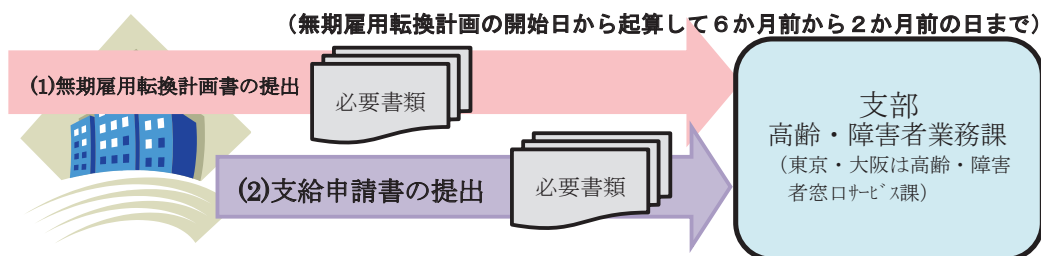 （無期雇用転換計画の開始日から起算して６か月前から２か月前の日まで）
(1)無期雇用転換計画書の提出
必要書類
(2)支給申請書の提出
必要書類
支部
高齢・障害者業務課
（東京・大阪は高齢・障害
者窓口ｻｰﾋﾞｽ課）